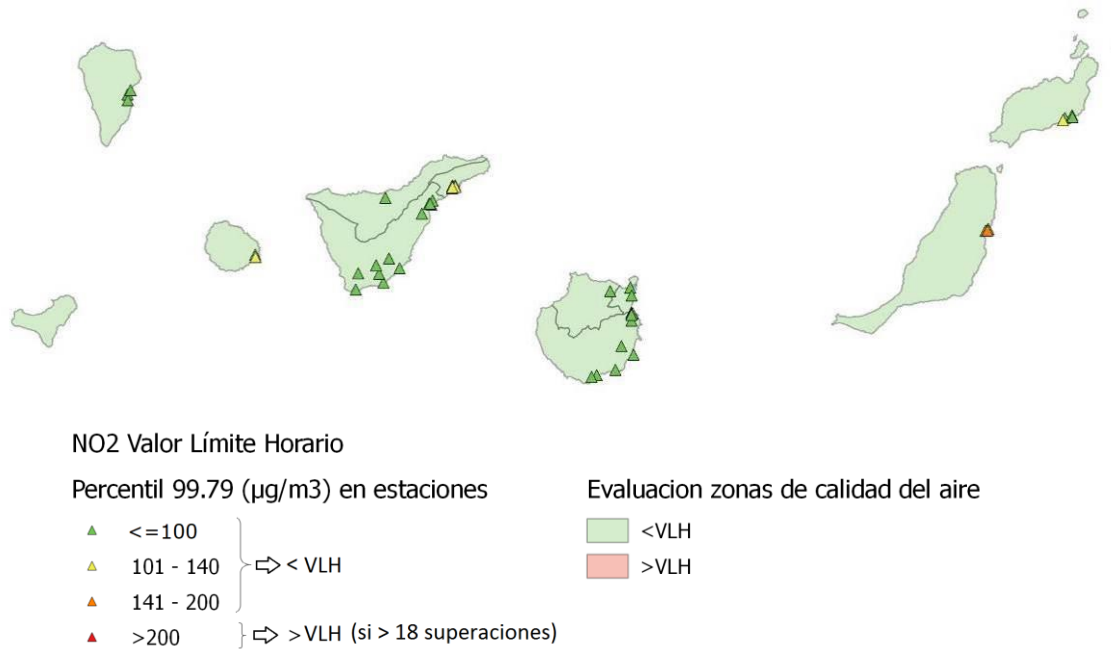 NO2 Valor Límite Horario
Percentil 99.79 (µg/m3) en estaciones
<=100
101 - 140
141 - 200
< VLH
>200
>VLH (si > 18 superaciones)
Evaluacion zonas de calidad del aire
<VLH
>VLH